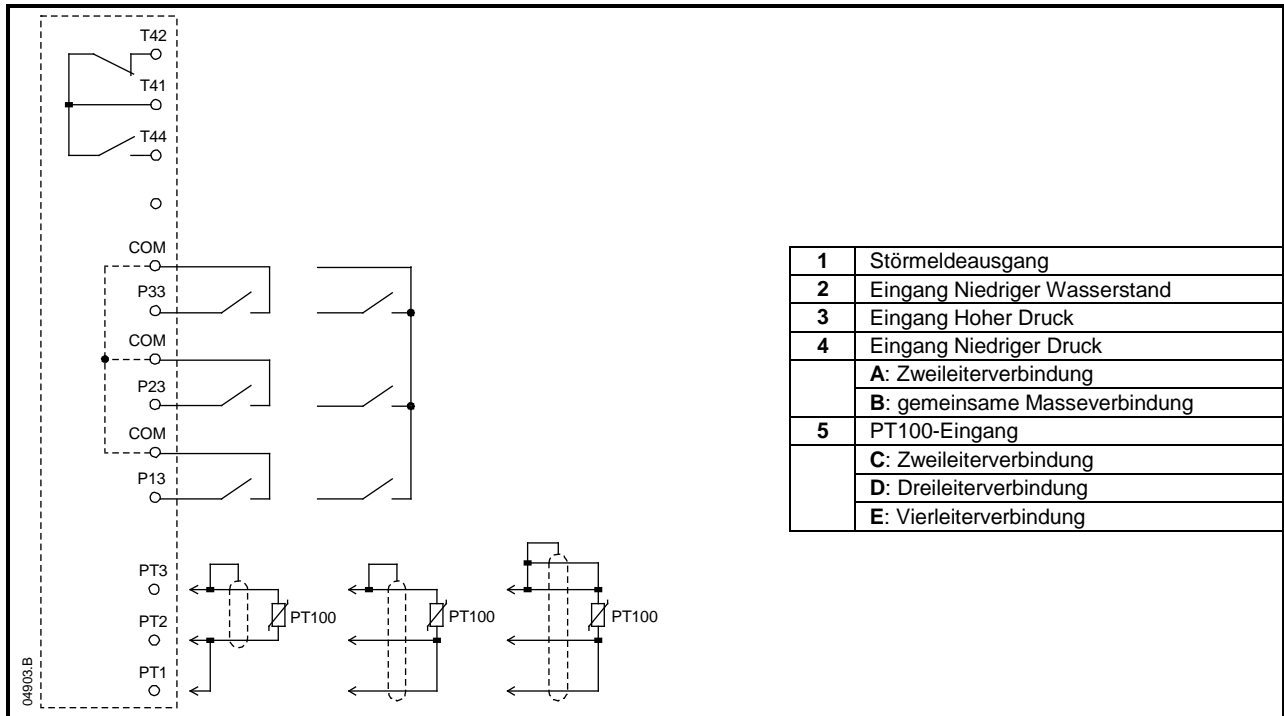 T42
T41
T44
COM
P33
COM
P23
COM
P13
PT3
PT2
PT1
PT100
PT100
PT100
04903.B
1 Störmeldeausgang
2 Eingang Niedriger Wasserstand
3 Eingang Hoher Druck
4 Eingang Niedriger Druck
A: Zweileiterverbindung
B: gemeinsame Masseverbindung
5 PT100-Eingang
C: Zweileiterverbindung
D: Dreileiterverbindung
E: Vierleiterverbindung